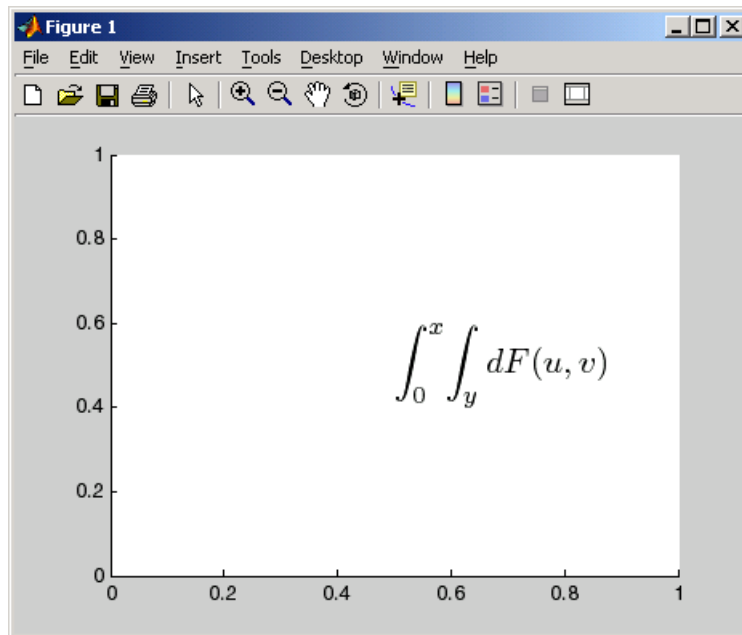 Figure 1
File Edit View Insert Tools Desktop Window Help
1
0.8
0.6
0.4
0.2
0
∫₀ˣ ∫_y dF(u, v)
0 0.2 0.4 0.6 0.8 1